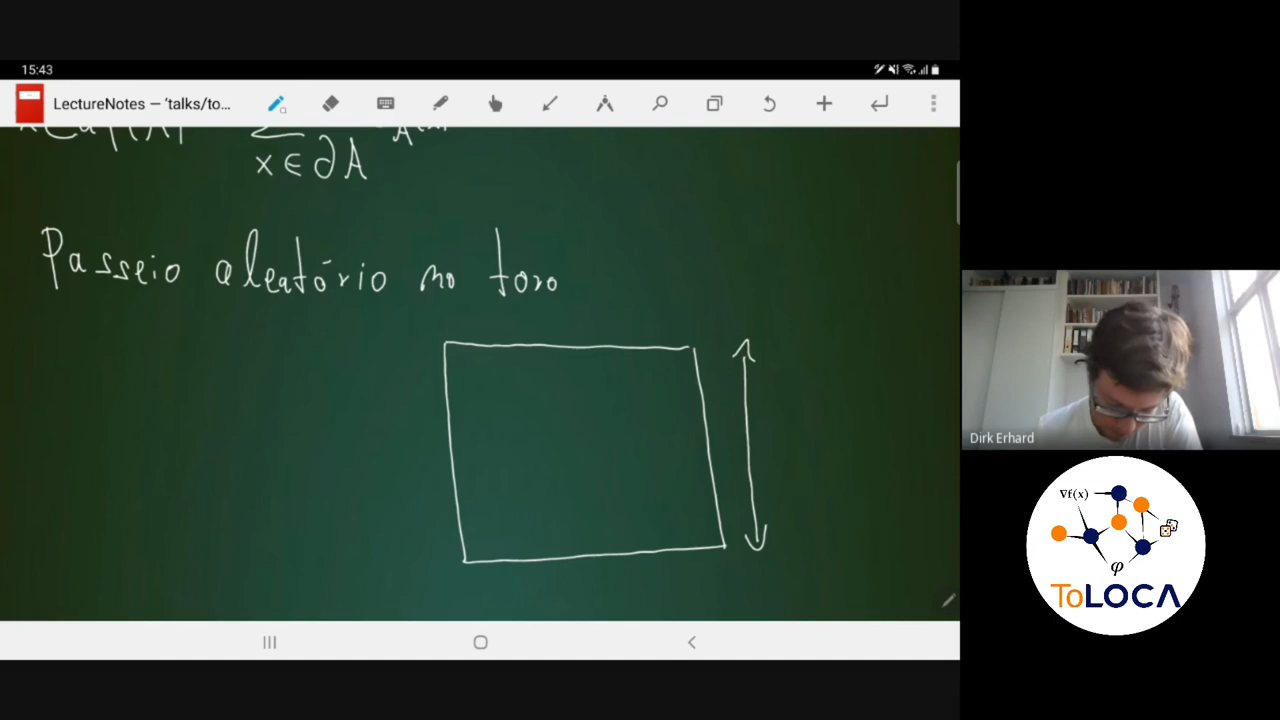 15:43
LectureNotes — 'talks/to...
x ∈ ∂A
Passeio aleatório no toro
Dirk Erhard
∇f(x)
φ
ToLOCA